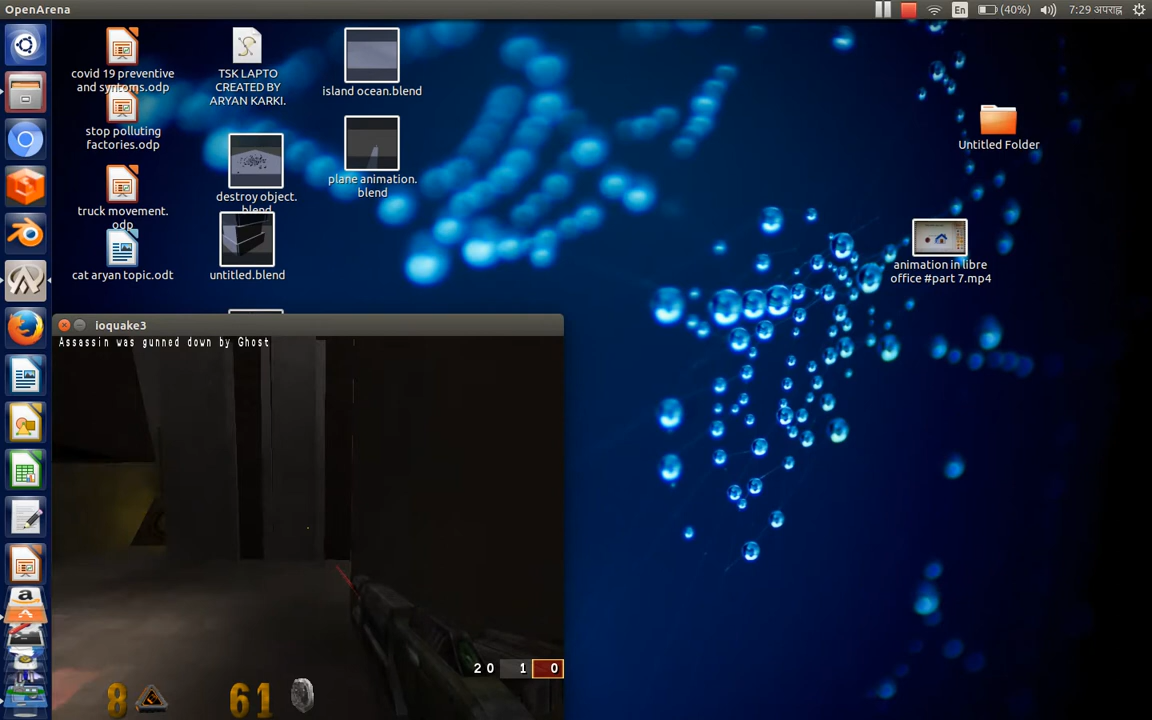 OpenArena
En
(40%)
7:29 अपराह्न
covid 19 preventive
and syntoms.odp
stop polluting
factories.odp
truck movement.
odp
cat aryan topic.odt
TSK LAPTO
CREATED BY
ARYAN KARKI.
destroy object.
blend
untitled.blend
island ocean.blend
plane animation.
blend
Untitled Folder
animation in libre
office #part 7.mp4
ioquake3
Assassin was gunned down by Ghost
20 1 0
8 61